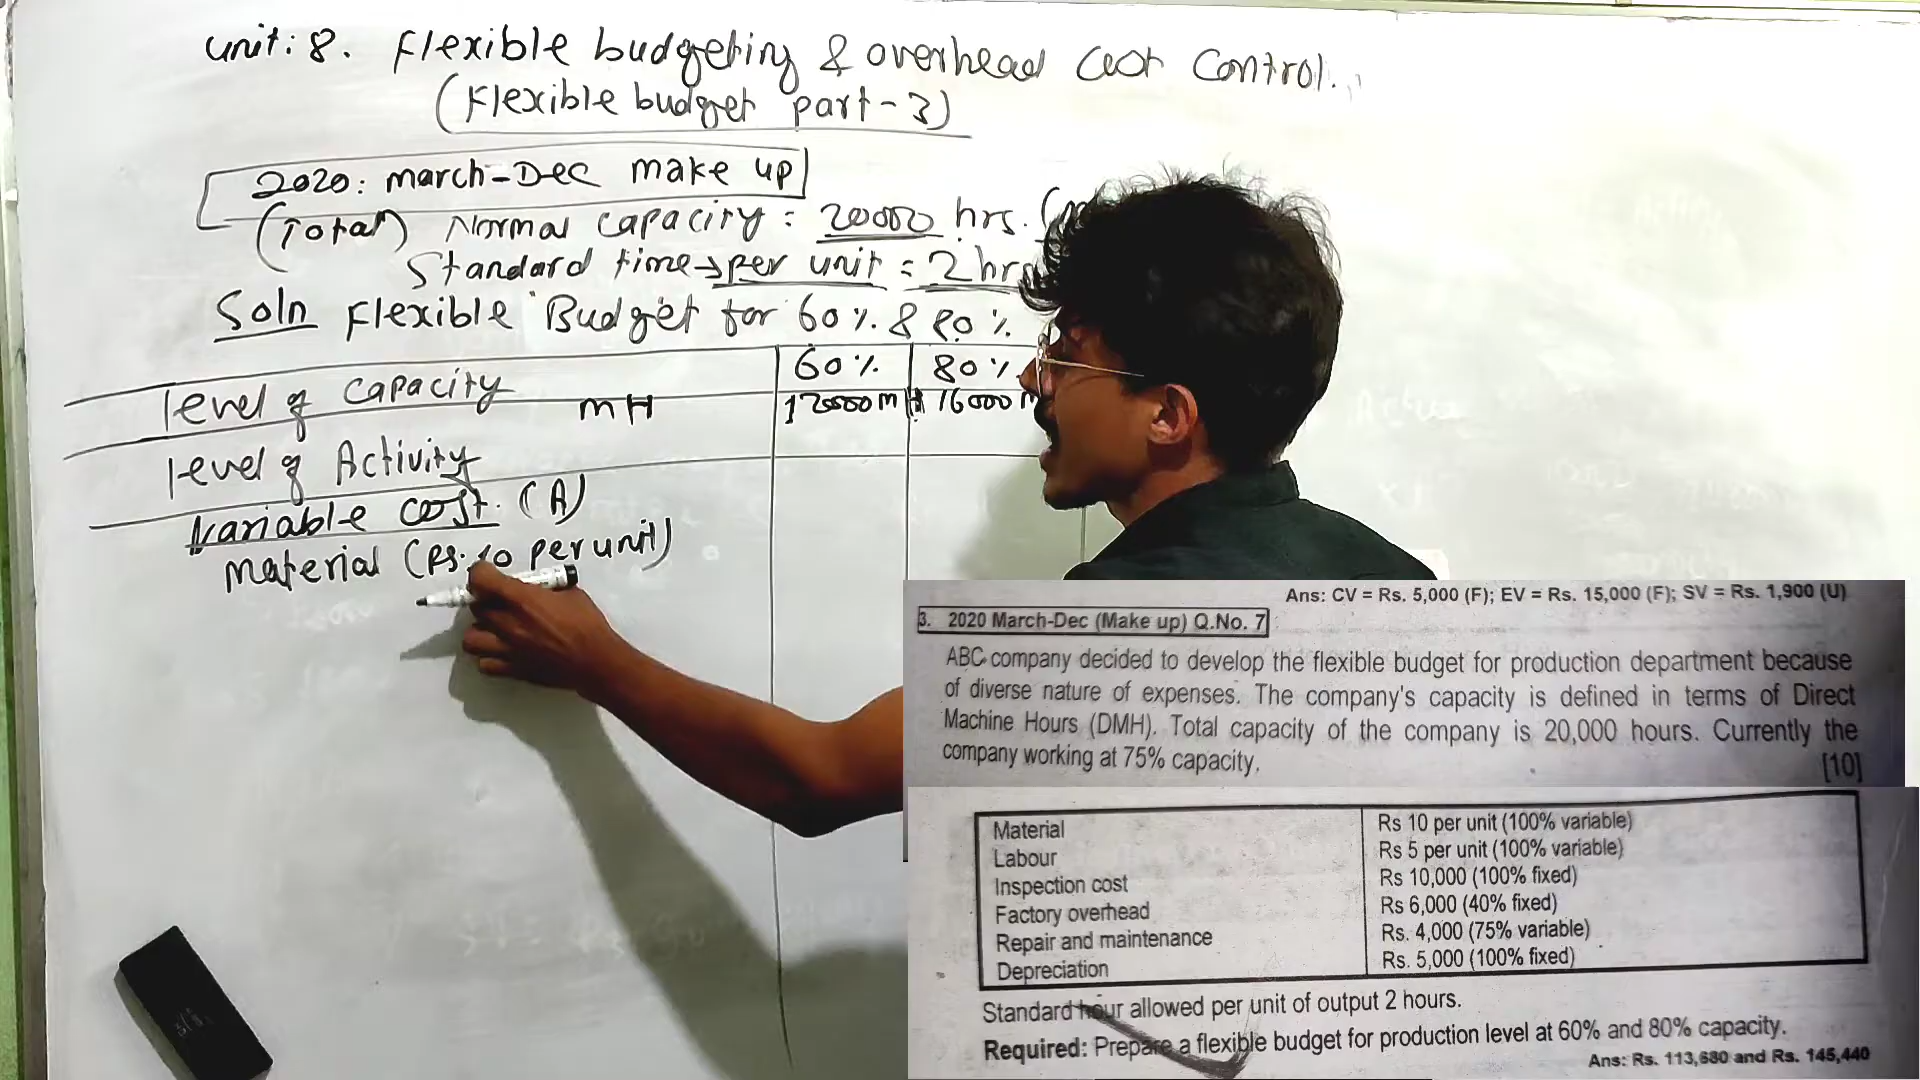 unit: 8. Flexible budgeting & overhead cost control.
(Flexible budget part-3)
2020: march-Dec make up
(Total) Normal capacity: 20000 hrs.
Standard time → per unit = 2 hrs
Soln Flexible Budget for 60% & 80%
level of capacity 60% 80%
MH 12000 MH 16000 M
level of Activity
Variable cost. (A)
Material (Rs. 10 per unit)
Ans: CV = Rs. 5,000 (F); EV = Rs. 15,000 (F); SV = Rs. 1,900 (U)
3. 2020 March-Dec (Make up) Q.No. 7
ABC company decided to develop the flexible budget for production department because
of diverse nature of expenses. The company's capacity is defined in terms of Direct
Machine Hours (DMH). Total capacity of the company is 20,000 hours. Currently the
company working at 75% capacity. [10]
Material Rs 10 per unit (100% variable)
Labour Rs 5 per unit (100% variable)
Inspection cost Rs 10,000 (100% fixed)
Factory overhead Rs 6,000 (40% fixed)
Repair and maintenance Rs. 4,000 (75% variable)
Depreciation Rs. 5,000 (100% fixed)
Standard hour allowed per unit of output 2 hours.
Required: Prepare a flexible budget for production level at 60% and 80% capacity.
Ans: Rs. 113,680 and Rs. 145,440